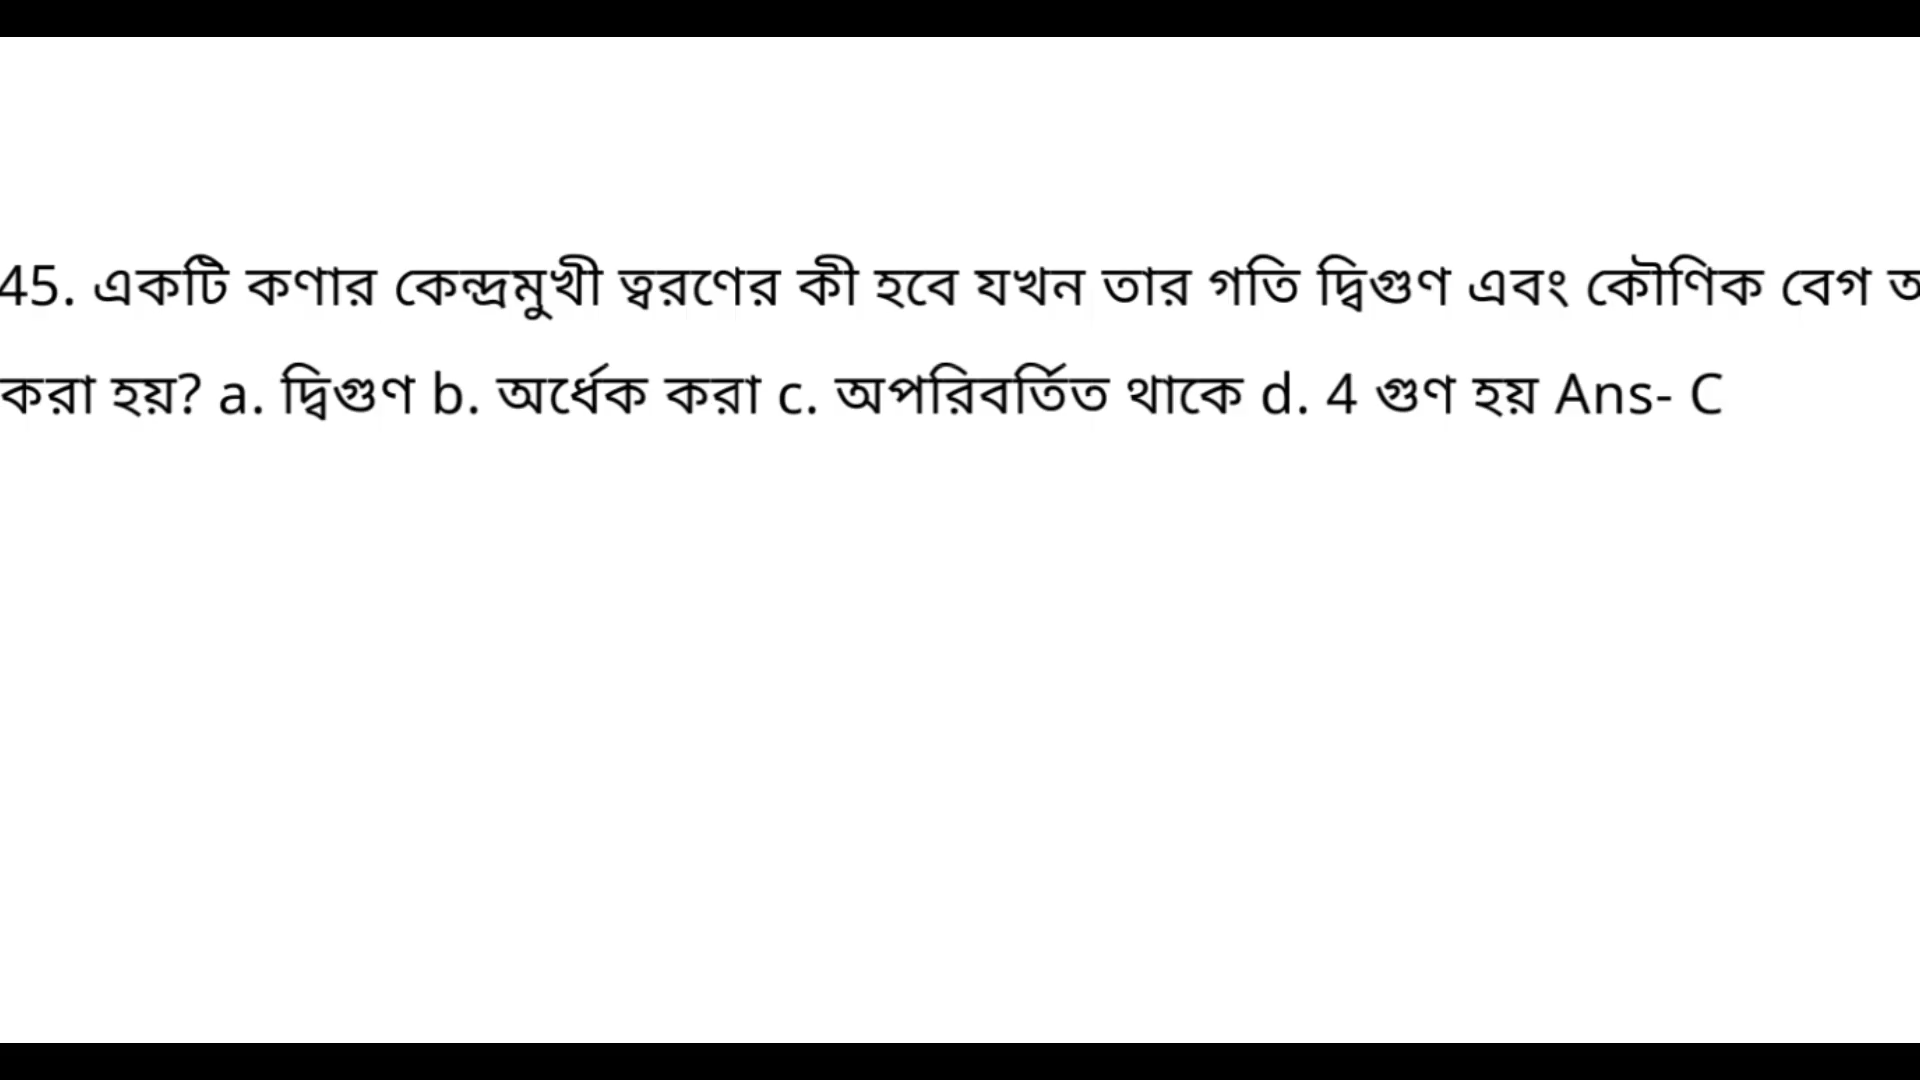 45. একটি কণার কেন্দ্রমুখী ত্বরণের কী হবে যখন তার গতি দ্বিগুণ এবং কৌণিক বেগ
করা হয়? a. দ্বিগুণ b. অর্ধেক করা c. অপরিবর্তিত থাকে d. 4 গুণ হয় Ans- C